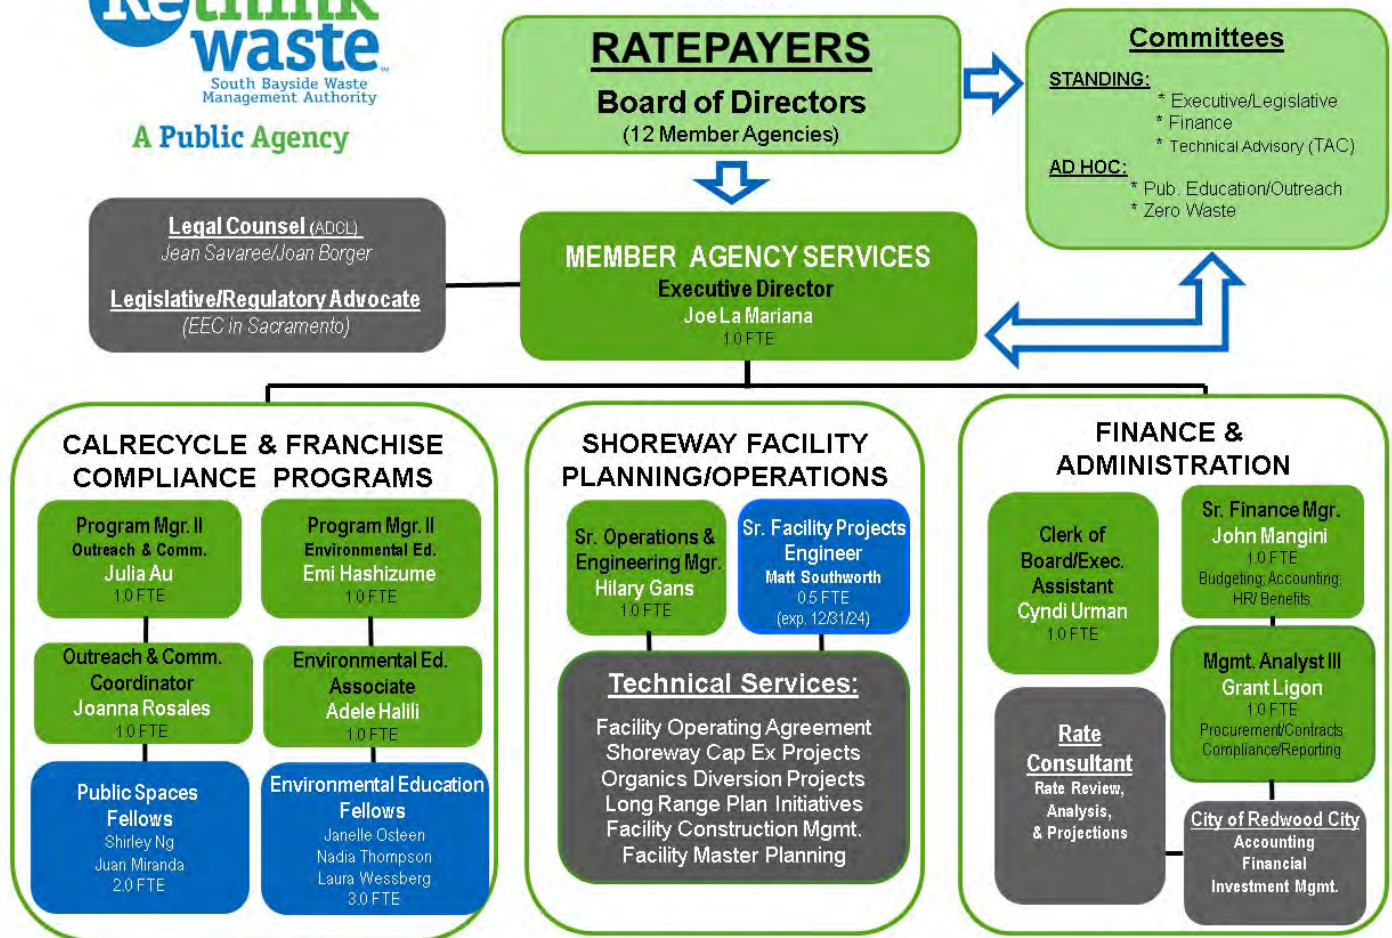 Rethink
waste™
South Bayside Waste
Management Authority
A Public Agency
RATEPAYERS
Board of Directors
(12 Member Agencies)
Committees
STANDING:
* Executive/Legislative
* Finance
* Technical Advisory (TAC)
AD HOC:
* Pub. Education/Outreach
* Zero Waste
Legal Counsel (ADCL)
Jean Savaree/Joan Borger
Legislative/Regulatory Advocate
(EEC in Sacramento)
MEMBER AGENCY SERVICES
Executive Director
Joe La Mariana
1.0 FTE
CALRECYCLE & FRANCHISE
COMPLIANCE PROGRAMS
Program Mgr. II
Outreach & Comm.
Julia Au
1.0 FTE
Program Mgr. II
Environmental Ed.
Emi Hashizume
1.0 FTE
Outreach & Comm.
Coordinator
Joanna Rosales
1.0 FTE
Environmental Ed.
Associate
Adele Halili
1.0 FTE
Public Spaces
Fellows
Shirley Ng
Juan Miranda
2.0 FTE
Environmental Education
Fellows
Janelle Osteen
Nadia Thompson
Laura Wessberg
3.0 FTE
SHOREWAY FACILITY
PLANNING/OPERATIONS
Sr. Operations &
Engineering Mgr.
Hilary Gans
1.0 FTE
Sr. Facility Projects
Engineer
Matt Southworth
0.5 FTE
(exp. 12/31/24)
Technical Services:
Facility Operating Agreement
Shoreway Cap Ex Projects
Organics Diversion Projects
Long Range Plan Initiatives
Facility Construction Mgmt.
Facility Master Planning
FINANCE &
ADMINISTRATION
Clerk of
Board/Exec.
Assistant
Cyndi Urman
1.0 FTE
Sr. Finance Mgr.
John Mangini
1.0 FTE
Budgeting; Accounting;
HR/ Benefits
Mgmt. Analyst III
Grant Ligon
1.0 FTE
Procurement/Contracts
Compliance/Reporting
Rate
Consultant
Rate Review,
Analysis,
& Projections
City of Redwood City
Accounting
Financial
Investment Mgmt.